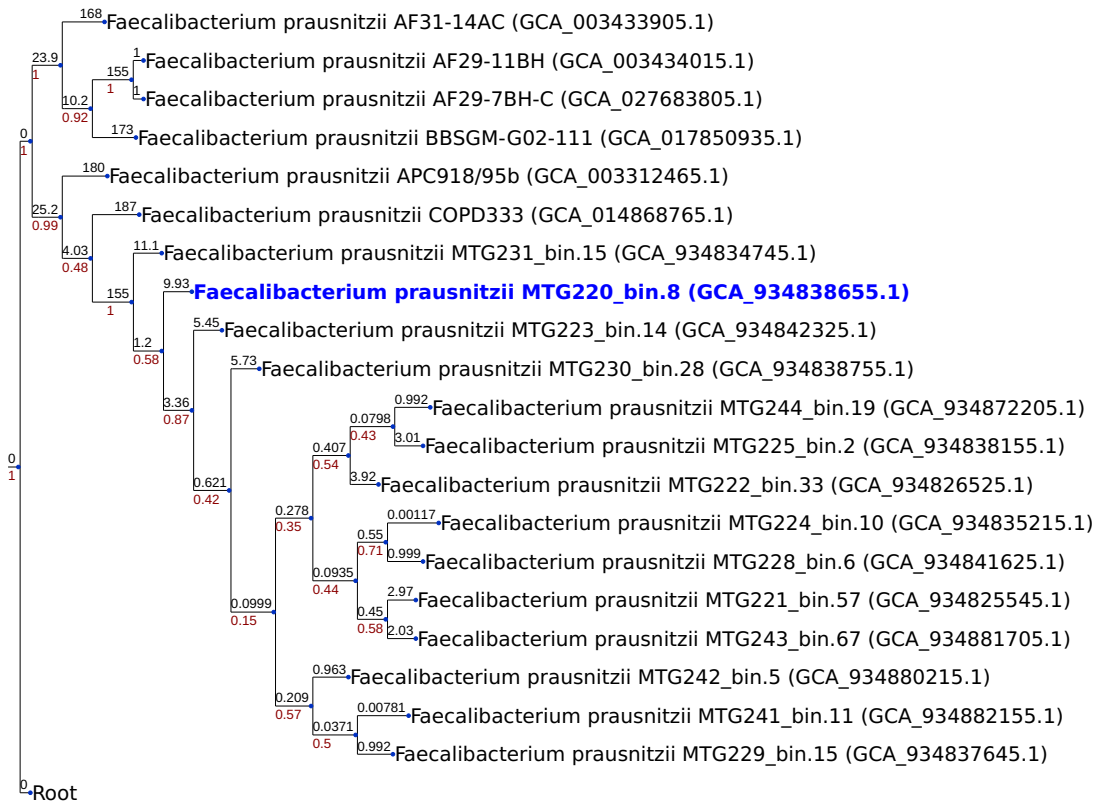 168 Faecalibacterium prausnitzii AF31-14AC (GCA_003433905.1)
23.9
1
1 Faecalibacterium prausnitzii AF29-11BH (GCA_003434015.1)
155
1
1 Faecalibacterium prausnitzii AF29-7BH-C (GCA_027683805.1)
10.2
0.92
173 Faecalibacterium prausnitzii BBSGM-G02-111 (GCA_017850935.1)
0
1
180 Faecalibacterium prausnitzii APC918/95b (GCA_003312465.1)
25.2
0.99
187 Faecalibacterium prausnitzii COPD333 (GCA_014868765.1)
4.03
0.48
11.1 Faecalibacterium prausnitzii MTG231_bin.15 (GCA_934834745.1)
155
1
9.93 Faecalibacterium prausnitzii MTG220_bin.8 (GCA_934838655.1)
1.2
0.58
5.45 Faecalibacterium prausnitzii MTG223_bin.14 (GCA_934842325.1)
5.73 Faecalibacterium prausnitzii MTG230_bin.28 (GCA_934838755.1)
3.36
0.87
0.992 Faecalibacterium prausnitzii MTG244_bin.19 (GCA_934872205.1)
0.0798
0.43
3.01 Faecalibacterium prausnitzii MTG225_bin.2 (GCA_934838155.1)
0.407
0.54
0
1
3.92 Faecalibacterium prausnitzii MTG222_bin.33 (GCA_934826525.1)
0.621
0.42
0.278
0.35
0.00117 Faecalibacterium prausnitzii MTG224_bin.10 (GCA_934835215.1)
0.55
0.71
0.999 Faecalibacterium prausnitzii MTG228_bin.6 (GCA_934841625.1)
0.0935
0.44
2.97 Faecalibacterium prausnitzii MTG221_bin.57 (GCA_934825545.1)
0.0999
0.15
0.45
0.58
2.03 Faecalibacterium prausnitzii MTG243_bin.67 (GCA_934881705.1)
0.963 Faecalibacterium prausnitzii MTG242_bin.5 (GCA_934880215.1)
0.209
0.57
0.00781 Faecalibacterium prausnitzii MTG241_bin.11 (GCA_934882155.1)
0.0371
0.5
0.992 Faecalibacterium prausnitzii MTG229_bin.15 (GCA_934837645.1)
0 Root